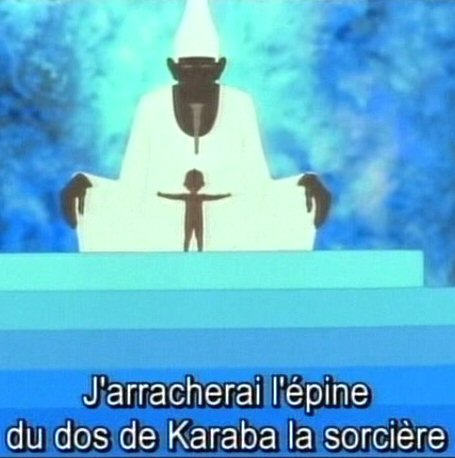 J'arracherai l'épine
du dos de Karaba la sorcière